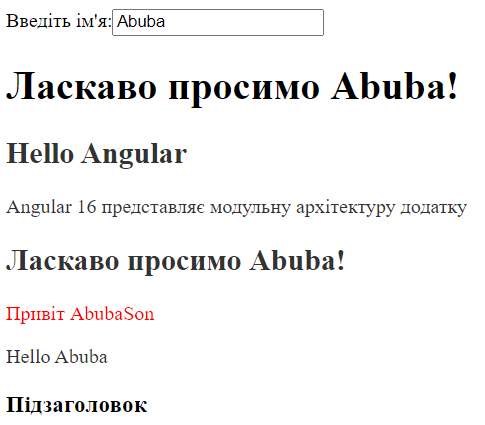 Введіть ім'я: Abuba
Ласкаво просимо Abuba!
Hello Angular
Angular 16 представляє модульну архітектуру додатку
Ласкаво просимо Abuba!
Привіт AbubaSon
Hello Abuba
Підзаголовок